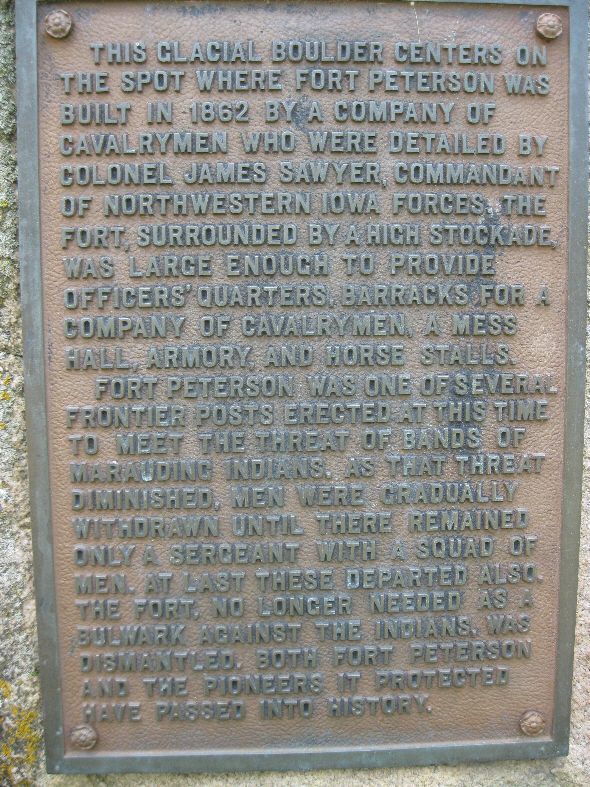 THIS GLACIAL BOULDER CENTERS ON
THE SPOT WHERE FORT PETERSON WAS
BUILT IN 1862 BY A COMPANY OF
CAVALRYMEN WHO WERE DETAILED BY
COLONEL JAMES SAWYER, COMMANDANT
OF NORTHWESTERN IOWA FORCES. THE
FORT, SURROUNDED BY A HIGH STOCKADE,
WAS LARGE ENOUGH TO PROVIDE
OFFICERS' QUARTERS, BARRACKS FOR A
COMPANY OF CAVALRYMEN, A MESS
HALL, ARMORY, AND HORSE STALLS.
FORT PETERSON WAS ONE OF SEVERAL
FRONTIER POSTS ERECTED AT THIS TIME
TO MEET THE THREAT OF BANDS OF
MARAUDING INDIANS. AS THAT THREAT
DIMINISHED, MEN WERE GRADUALLY
WITHDRAWN UNTIL THERE REMAINED
ONLY A SERGEANT WITH A SQUAD OF
MEN. AT LAST THESE DEPARTED ALSO.
THE FORT, NO LONGER NEEDED AS A
BULWARK AGAINST THE INDIANS, WAS
DISMANTLED. BOTH FORT PETERSON
AND THE PIONEERS IT PROTECTED
HAVE PASSED INTO HISTORY.